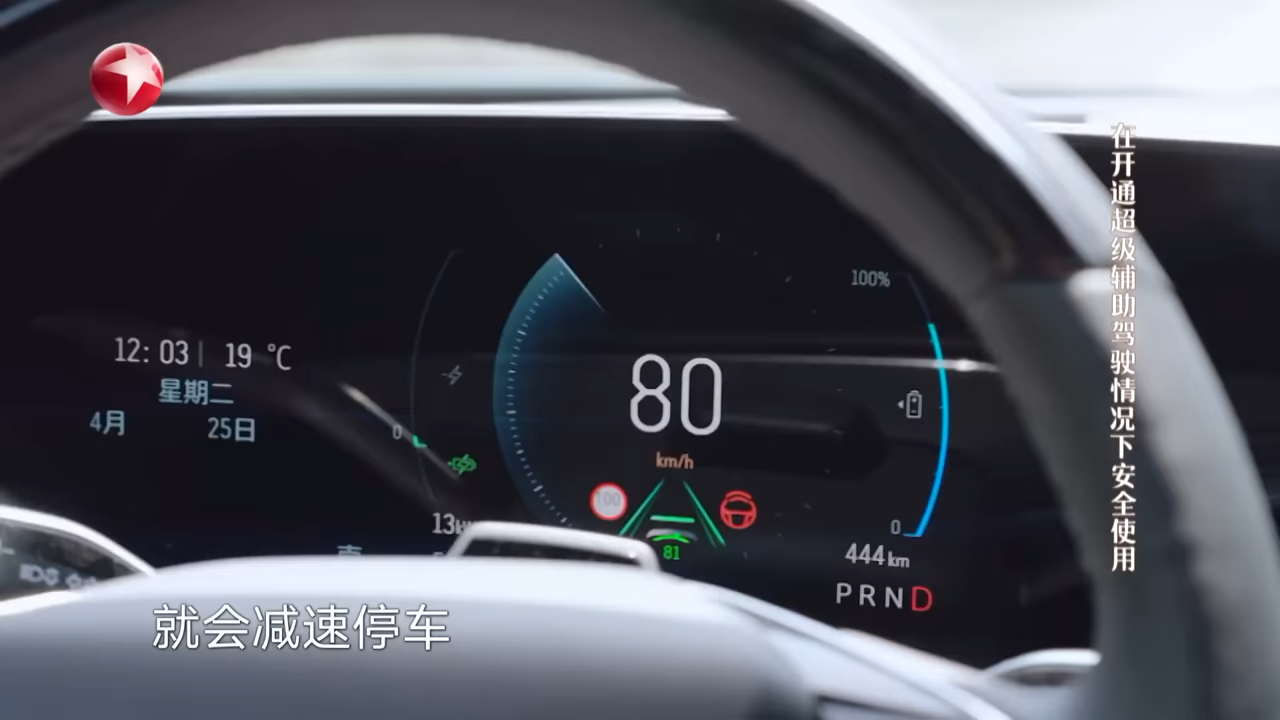 在开通超级辅助驾驶情况下安全使用
100%
12:03 19 ℃
星期二
4月 25日
0
80
km/h
100
13
0
81
444km
PRND
就会减速停车